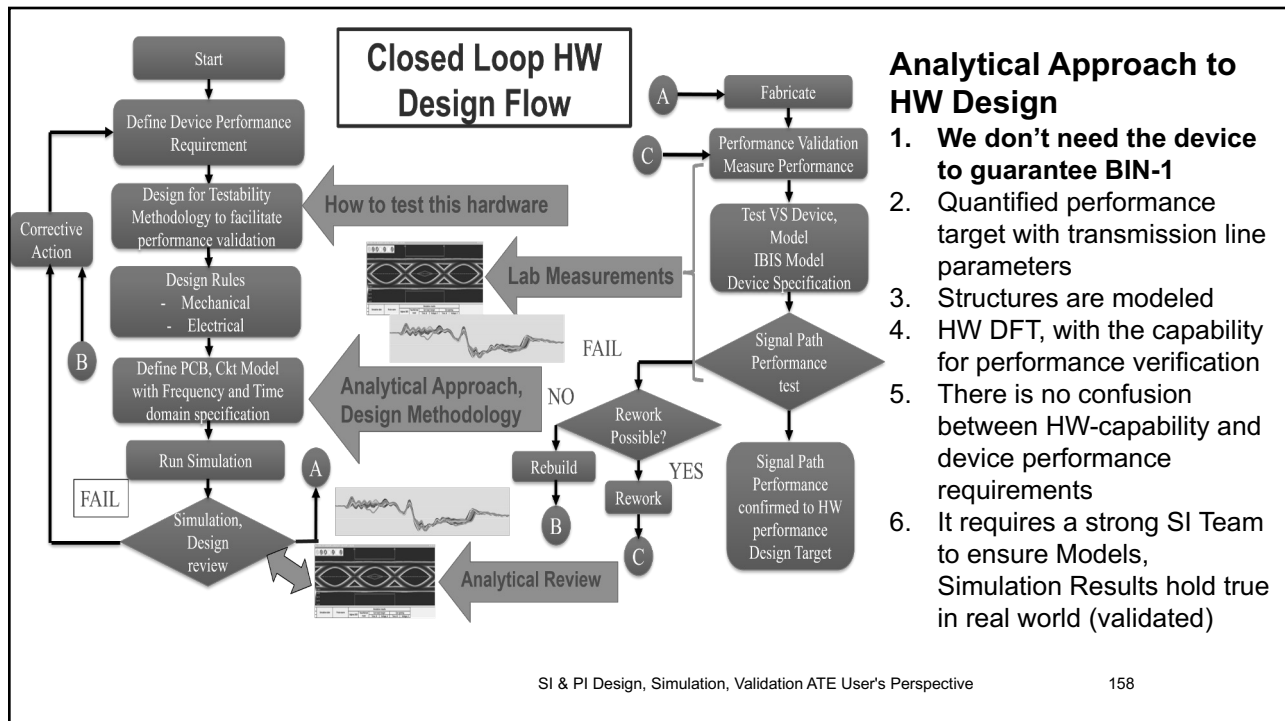 Closed Loop HW
Design Flow
Start
Define Device Performance
Requirement
Design for Testability
Methodology to facilitate
performance validation
How to test this hardware
Corrective
Action
Design Rules
- Mechanical
- Electrical
B
Define PCB, Ckt Model
with Frequency and Time
domain specification
Analytical Approach,
Design Methodology
Run Simulation
FAIL
Simulation,
Design
review
A
Analytical Review
Lab Measurements
A
Fabricate
C
Performance Validation
Measure Performance
Test VS Device,
Model
IBIS Model
Device Specification
Signal Path
Performance
test
FAIL
NO
Rework
Possible?
YES
Rebuild
Rework
B
C
Signal Path
Performance
confirmed to HW
performance
Design Target
Analytical Approach to
HW Design
1. We don’t need the device
to guarantee BIN-1
2. Quantified performance
target with transmission line
parameters
3. Structures are modeled
4. HW DFT, with the capability
for performance verification
5. There is no confusion
between HW-capability and
device performance
requirements
6. It requires a strong SI Team
to ensure Models,
Simulation Results hold true
in real world (validated)
SI & PI Design, Simulation, Validation ATE User's Perspective
158